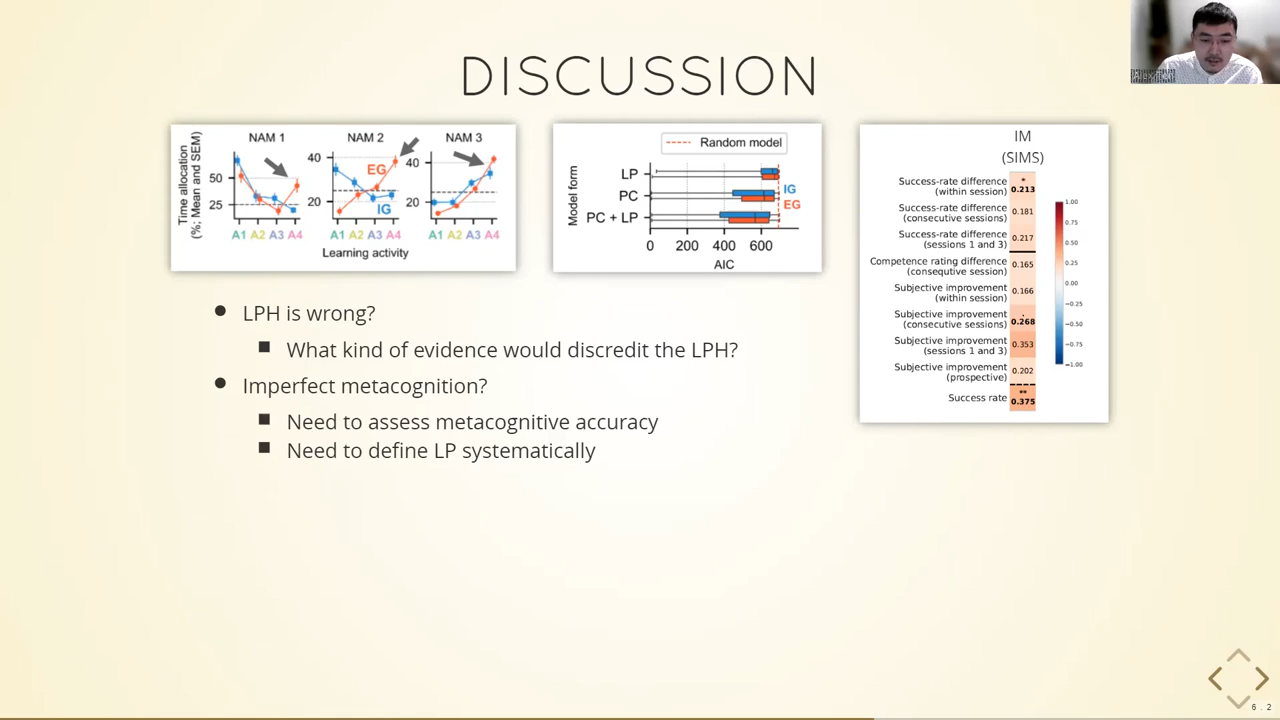 DISCUSSION
NAM 1
NAM 2
NAM 3
Time allocation
(%; Mean and SEM)
50
25
40
20
40
20
EG
IG
A1 A2 A3 A4
A1 A2 A3 A4
A1 A2 A3 A4
Learning activity
Random model
Model form
LP
PC
PC + LP
IG
EG
0 200 400 600
AIC
IM
(SIMS)
Success-rate difference
(within session)
*
0.213
Success-rate difference
(consecutive sessions)
0.181
Success-rate difference
(sessions 1 and 3)
0.217
Competence rating difference
(consequtive session)
0.165
Subjective improvement
(within session)
0.166
Subjective improvement
(consecutive sessions)
.
0.268
Subjective improvement
(sessions 1 and 3)
0.353
Subjective improvement
(prospective)
0.202
Success rate
**
0.375
1.00
0.75
0.50
0.25
0.00
−0.25
−0.50
−0.75
−1.00
LPH is wrong?
What kind of evidence would discredit the LPH?
Imperfect metacognition?
Need to assess metacognitive accuracy
Need to define LP systematically
6 . 2